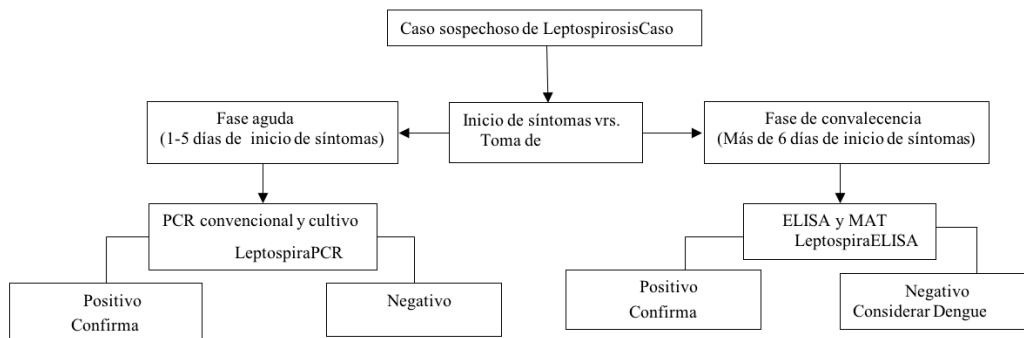 Caso sospechoso de LeptospirosisCaso
Fase aguda
(1-5 días de inicio de síntomas)
Inicio de síntomas vrs.
Toma de
Fase de convalecencia
(Más de 6 días de inicio de síntomas)
PCR convencional y cultivo
LeptospiraPCR
ELISA y MAT
LeptospiraELISA
Positivo
Confirma
Negativo
Positivo
Confirma
Negativo
Considerar Dengue